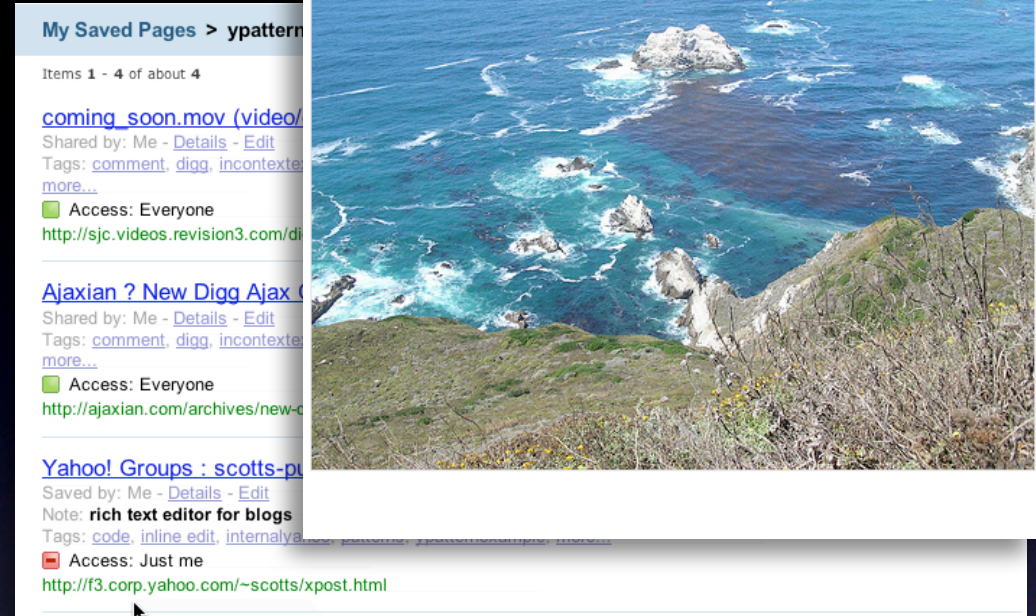 My Saved Pages > ypattern
Items 1 - 4 of about 4
coming_soon.mov (video/
Shared by: Me - Details - Edit
Tags: comment, digg, incontexte
more...
Access: Everyone
http://sjc.videos.revision3.com/di
Ajaxian ? New Digg Ajax
Shared by: Me - Details - Edit
Tags: comment, digg, incontexte
more...
Access: Everyone
http://ajaxian.com/archives/new-
Yahoo! Groups : scotts-pu
Saved by: Me - Details - Edit
Note: rich text editor for blogs
Tags: code, inline edit, internalyahoo, patterns, ypatternexample, more...
Access: Just me
http://f3.corp.yahoo.com/~scotts/xpost.html